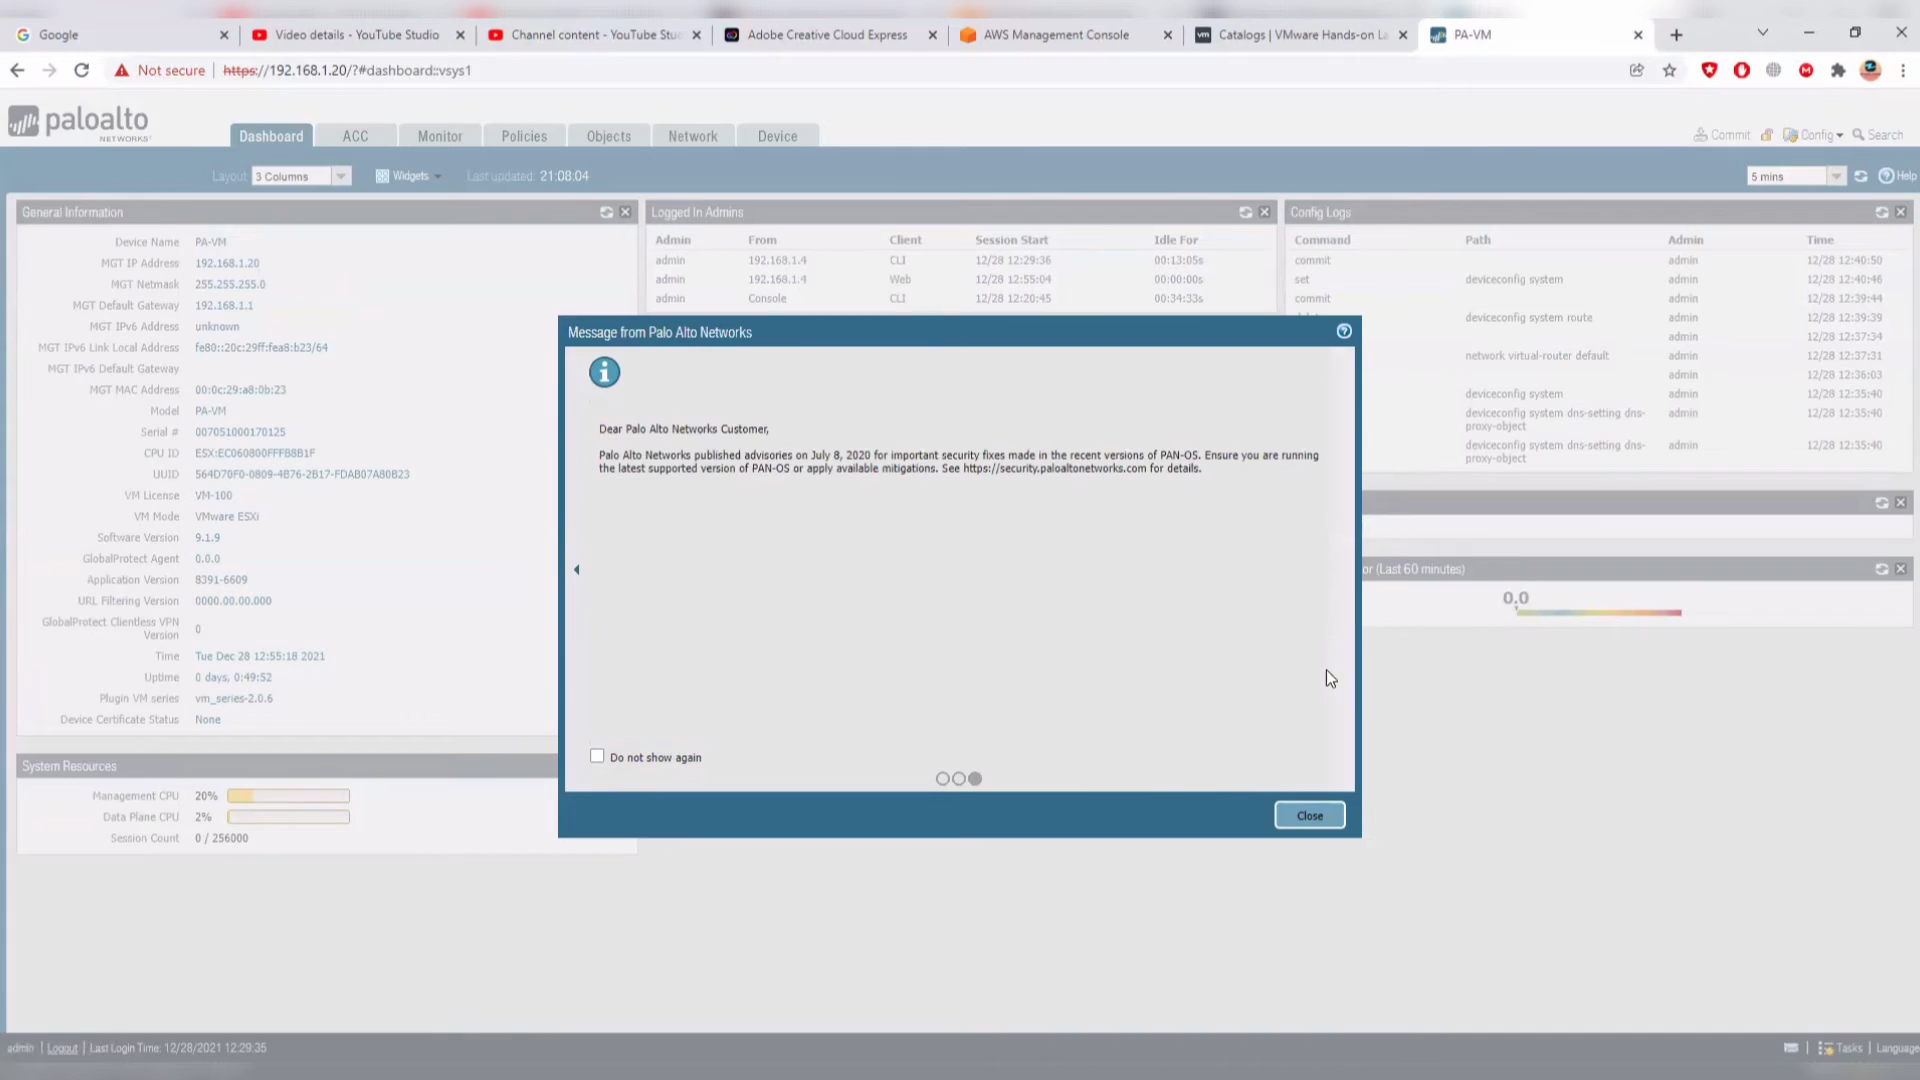 Google
Video details - YouTube Studio
Channel content - YouTube Stu
Adobe Creative Cloud Express
AWS Management Console
Catalogs | VMware Hands-on La
PA-VM
Not secure
https://192.168.1.20/?#dashboard::vsys1
paloalto
NETWORKS
Dashboard
ACC
Monitor
Policies
Objects
Network
Device
Commit
Config
Search
Layout 3 Columns
Widgets
Last updated: 21:08:04
5 mins
Help
General Information
Device Name PA-VM
MGT IP Address 192.168.1.20
MGT Netmask 255.255.255.0
MGT Default Gateway 192.168.1.1
MGT IPv6 Address unknown
MGT IPv6 Link Local Address fe80::20c:29ff:fea8:b23/64
MGT IPv6 Default Gateway
MGT MAC Address 00:0c:29:a8:0b:23
Model PA-VM
Serial # 007051000170125
CPU ID ESX:EC060800FFFB8B1F
UUID 564D70F0-0809-4B76-2B17-FDAB07A80B23
VM License VM-100
VM Mode VMware ESXi
Software Version 9.1.9
GlobalProtect Agent 0.0.0
Application Version 8391-6609
URL Filtering Version 0000.00.00.000
GlobalProtect Clientless VPN
Version 0
Time Tue Dec 28 12:55:18 2021
Uptime 0 days, 0:49:52
Plugin VM series vm_series-2.0.6
Device Certificate Status None
System Resources
Management CPU 20%
Data Plane CPU 2%
Session Count 0 / 256000
Logged In Admins
Admin From Client Session Start Idle For
admin 192.168.1.4 CLI 12/28 12:29:36 00:13:05s
admin 192.168.1.4 Web 12/28 12:55:04 00:00:00s
admin Console CLI 12/28 12:20:45 00:34:33s
Config Logs
Command Path Admin Time
commit admin 12/28 12:40:50
set deviceconfig system admin 12/28 12:40:46
commit admin 12/28 12:39:44
deviceconfig system route admin 12/28 12:39:39
admin 12/28 12:37:34
network virtual-router default admin 12/28 12:37:31
admin 12/28 12:36:03
deviceconfig system admin 12/28 12:35:40
deviceconfig system dns-setting dns- admin 12/28 12:35:40
proxy-object
deviceconfig system dns-setting dns- admin 12/28 12:35:40
proxy-object
or (Last 60 minutes)
0.0
Message from Palo Alto Networks
Dear Palo Alto Networks Customer,
Palo Alto Networks published advisories on July 8, 2020 for important security fixes made in the recent versions of PAN-OS. Ensure you are running
the latest supported version of PAN-OS or apply available mitigations. See https://security.paloaltonetworks.com for details.
Do not show again
Close
admin | Logout | Last Login Time: 12/28/2021 12:29:35
Tasks | Language